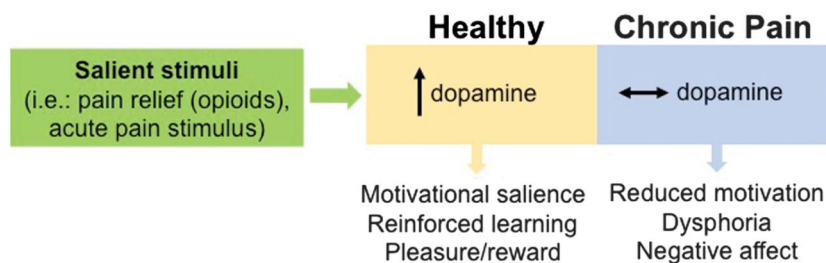 Healthy
Chronic Pain
Salient stimuli
(i.e.: pain relief (opioids),
acute pain stimulus)
dopamine
dopamine
Motivational salience
Reinforced learning
Pleasure/reward
Reduced motivation
Dysphoria
Negative affect